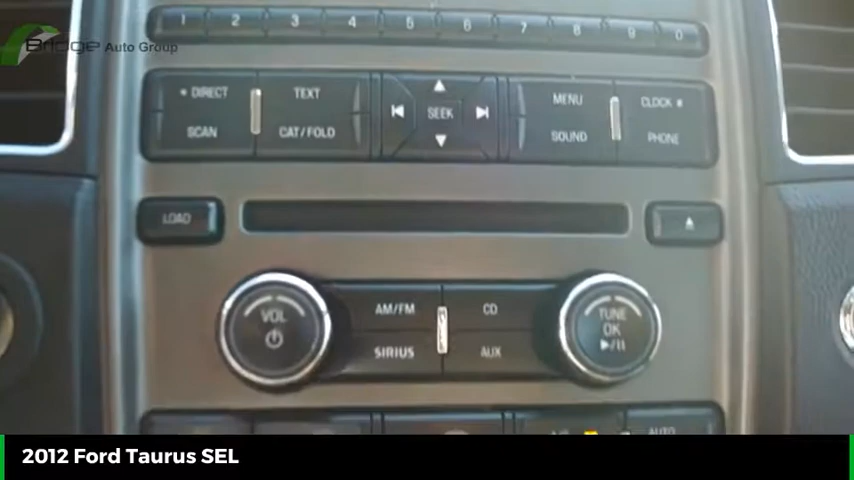 1 2 3 4 5 6 7 8 9 0
Bridge Auto Group
DIRECT TEXT MENU CLOCK
SEEK
SCAN CAT/FOLD SOUND PHONE
LOAD
AM/FM CD
VOL TUNE
OK
SIRIUS AUX
AUTO
2012 Ford Taurus SEL